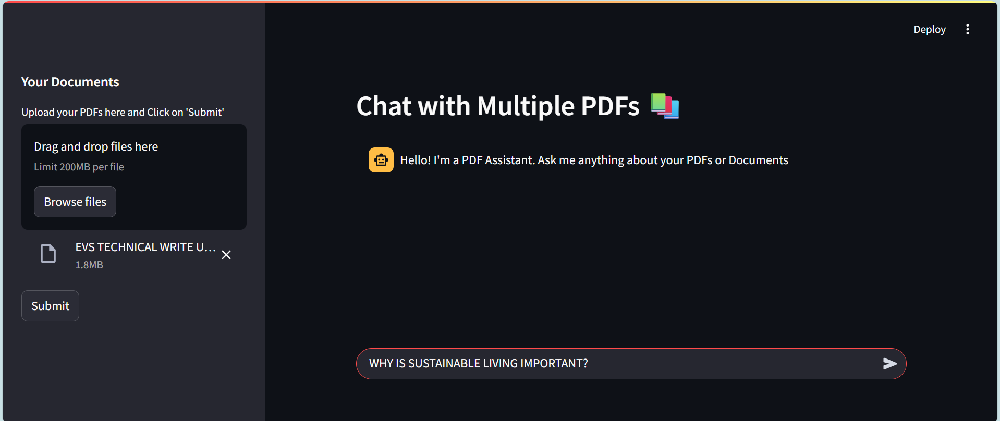 Deploy
Your Documents
Upload your PDFs here and Click on 'Submit'
Drag and drop files here
Limit 200MB per file
Browse files
EVS TECHNICAL WRITE U...
1.8MB
Submit
Chat with Multiple PDFs
Hello! I'm a PDF Assistant. Ask me anything about your PDFs or Documents
WHY IS SUSTAINABLE LIVING IMPORTANT?